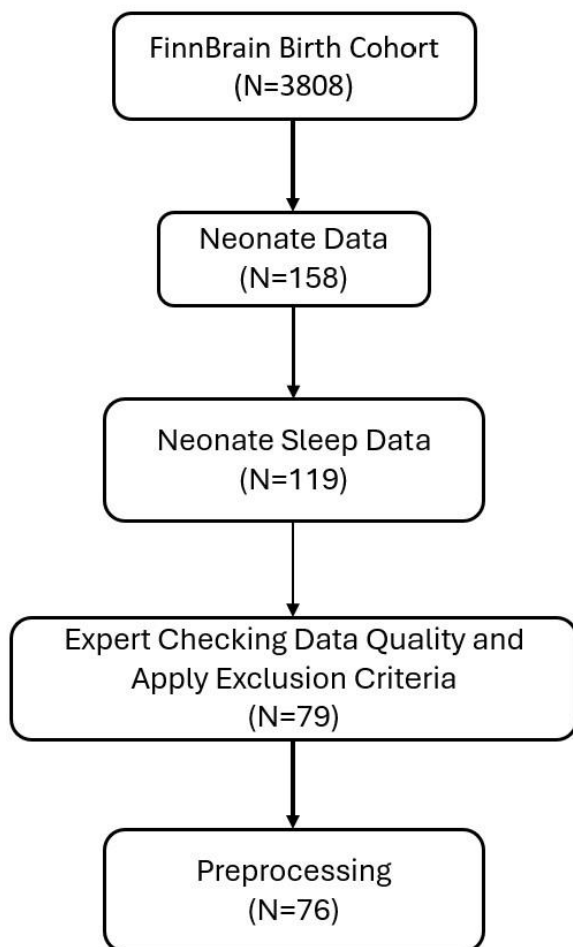 FinnBrain Birth Cohort
(N=3808)
Neonate Data
(N=158)
Neonate Sleep Data
(N=119)
Expert Checking Data Quality and
Apply Exclusion Criteria
(N=79)
Preprocessing
(N=76)